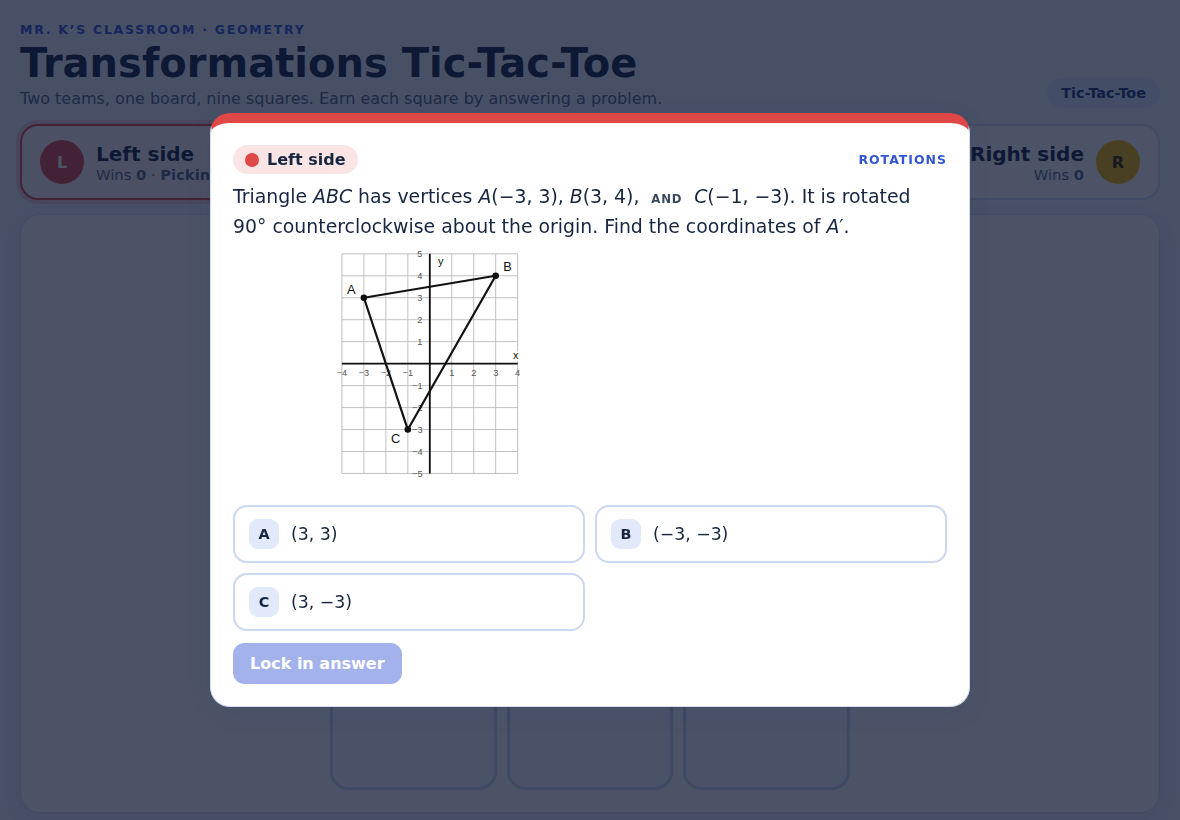 MR. K’S CLASSROOM · GEOMETRY
Transformations Tic-Tac-Toe
Two teams, one board, nine squares. Earn each square by answering a problem.
Tic-Tac-Toe
L
Left side
Wins 0 · Pickin
Right side
Wins 0
R
Left side
ROTATIONS
Triangle ABC has vertices A(−3, 3), B(3, 4), AND C(−1, −3). It is rotated
90° counterclockwise about the origin. Find the coordinates of A′.
5
y
B
4
A
3
2
1
x
−4 −3 −2 −1 1 2 3 4
−1
−2
−3
C
−4
−5
A (3, 3)
B (−3, −3)
C (3, −3)
Lock in answer